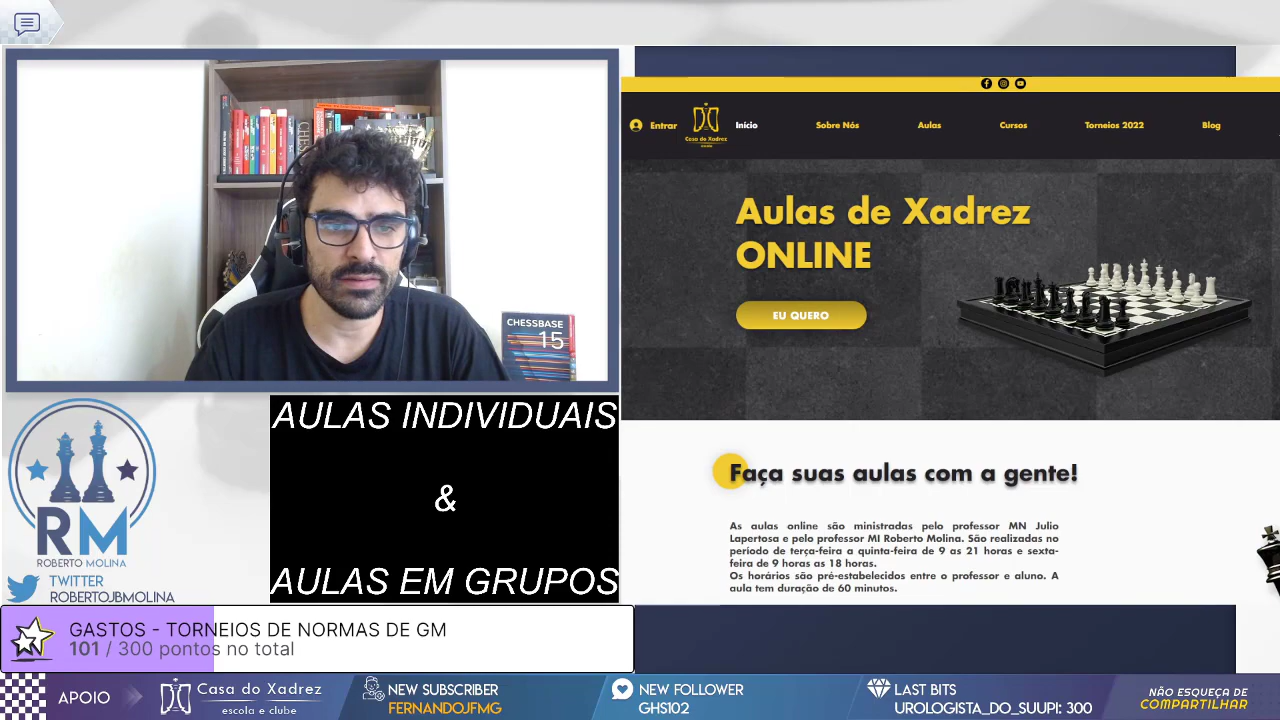 CHESSBASE
15
AULAS INDIVIDUAIS
&
AULAS EM GRUPOS
RM
ROBERTO MOLINA
TWITTER
ROBERTOJBMOLINA
Entrar
Casa do Xadrez
Início
Sobre Nós
Aulas
Cursos
Torneios 2022
Blog
Aulas de Xadrez
ONLINE
EU QUERO
Faça suas aulas com a gente!
As aulas online são ministradas pelo professor MN Julio
Lapertosa e pelo professor MI Roberto Molina. São realizadas no
período de terça-feira a quinta-feira de 9 as 21 horas e sexta-
feira de 9 horas as 18 horas.
Os horários são pré-estabelecidos entre o professor e aluno. A
aula tem duração de 60 minutos.
GASTOS - TORNEIOS DE NORMAS DE GM
101 / 300 pontos no total
APOIO
Casa do Xadrez
escola e clube
NEW SUBSCRIBER
FERNANDOJFMG
NEW FOLLOWER
GHS102
LAST BITS
UROLOGISTA_DO_SUUPI: 300
NÃO ESQUEÇA DE
COMPARTILHAR